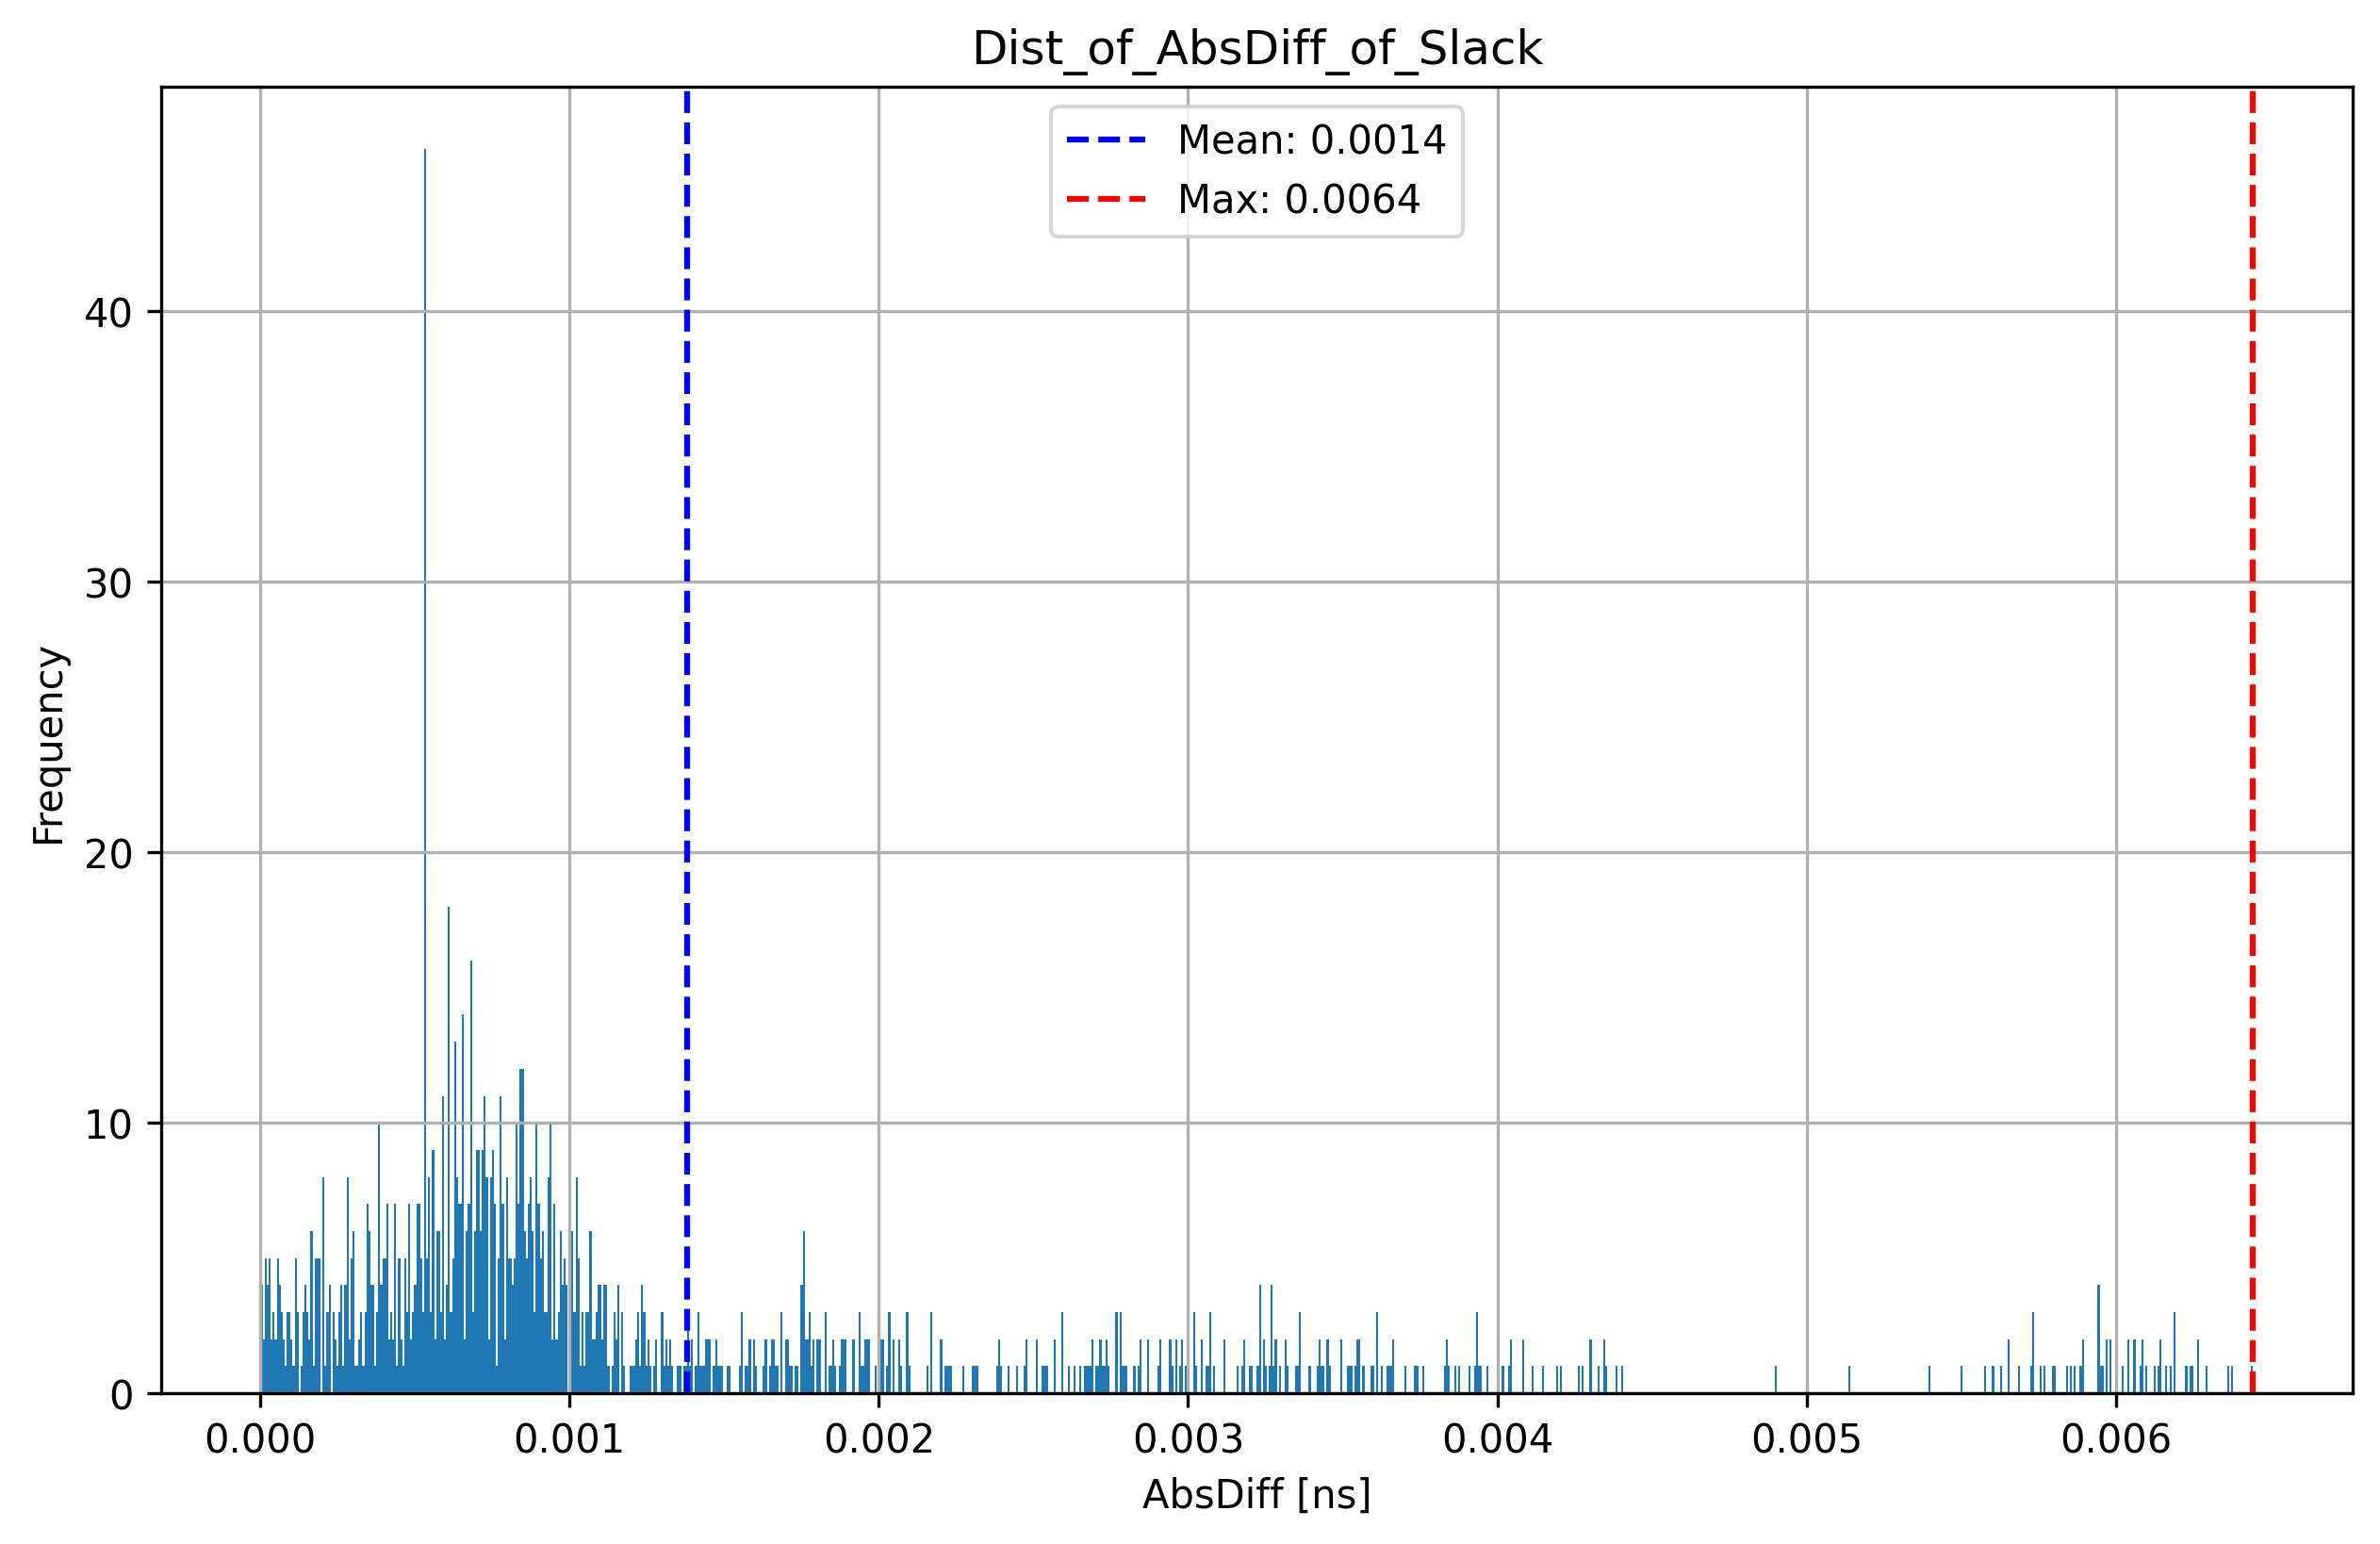 Dist_of_AbsDiff_of_Slack
Mean: 0.0014
Max: 0.0064
Frequency
40
30
20
10
0
0.000 0.001 0.002 0.003 0.004 0.005 0.006
AbsDiff [ns]